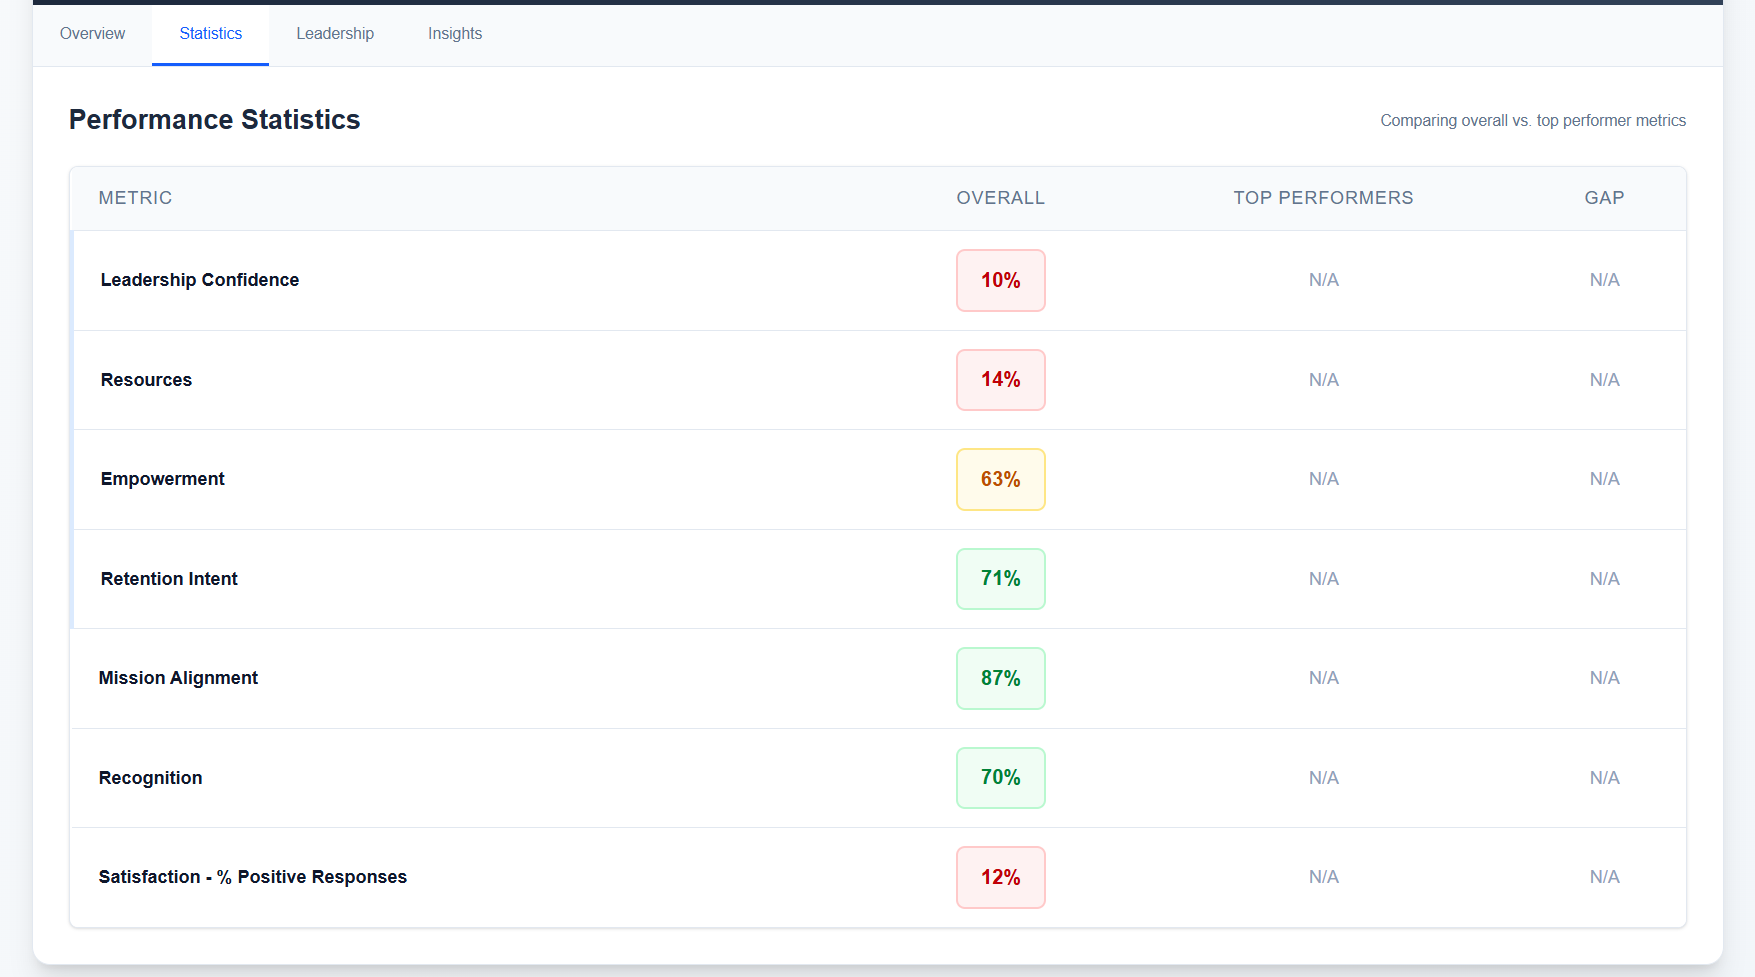 Overview Statistics Leadership Insights
Performance Statistics
Comparing overall vs. top performer metrics
METRIC OVERALL TOP PERFORMERS GAP
Leadership Confidence 10% N/A N/A
Resources 14% N/A N/A
Empowerment 63% N/A N/A
Retention Intent 71% N/A N/A
Mission Alignment 87% N/A N/A
Recognition 70% N/A N/A
Satisfaction - % Positive Responses 12% N/A N/A